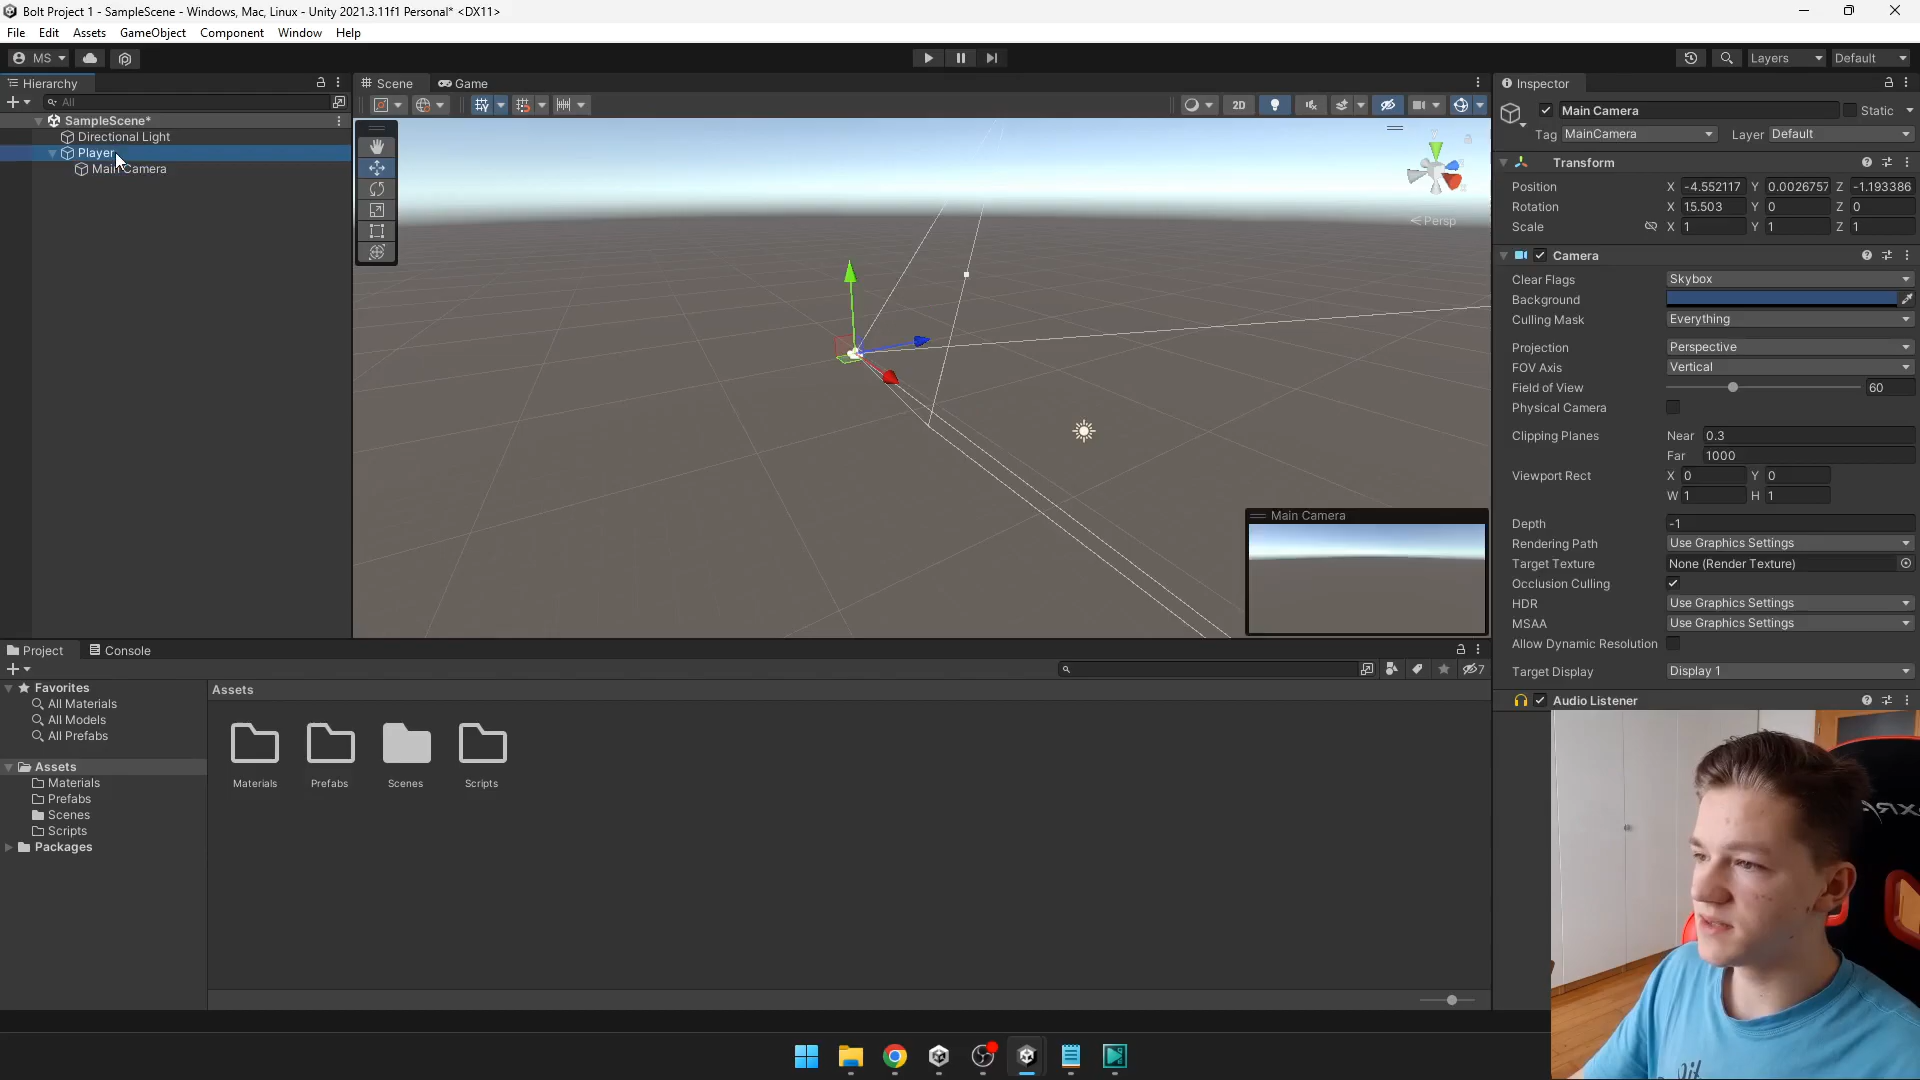 Bolt Project 1 - SampleScene - Windows, Mac, Linux - Unity 2021.3.11f1 Personal* <DX11>
File Edit Assets GameObject Component Window Help
MS Layers Default
Hierarchy
All
SampleScene*
Directional Light
Player
Main Camera
Scene Game
2D
Persp
Main Camera
Inspector
Main Camera Static
Tag MainCamera Layer Default
Transform
Position X -4.552117 Y 0.0026757 Z -1.193386
Rotation X 15.503 Y 0 Z 0
Scale X 1 Y 1 Z 1
Camera
Clear Flags Skybox
Background
Culling Mask Everything
Projection Perspective
FOV Axis Vertical
Field of View 60
Physical Camera
Clipping Planes Near 0.3
Far 1000
Viewport Rect X 0 Y 0
W 1 H 1
Depth -1
Rendering Path Use Graphics Settings
Target Texture None (Render Texture)
Occlusion Culling
HDR Use Graphics Settings
MSAA Use Graphics Settings
Allow Dynamic Resolution
Target Display Display 1
Audio Listener
Project Console
7
Favorites
All Materials
All Models
All Prefabs
Assets
Materials
Prefabs
Scenes
Scripts
Packages
Assets
Materials Prefabs Scenes Scripts